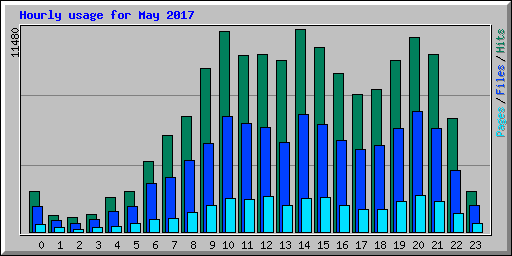 Hourly usage for May 2017
11480
Pages/Files/Hits
0 1 2 3 4 5 6 7 8 9 10 11 12 13 14 15 16 17 18 19 20 21 22 23